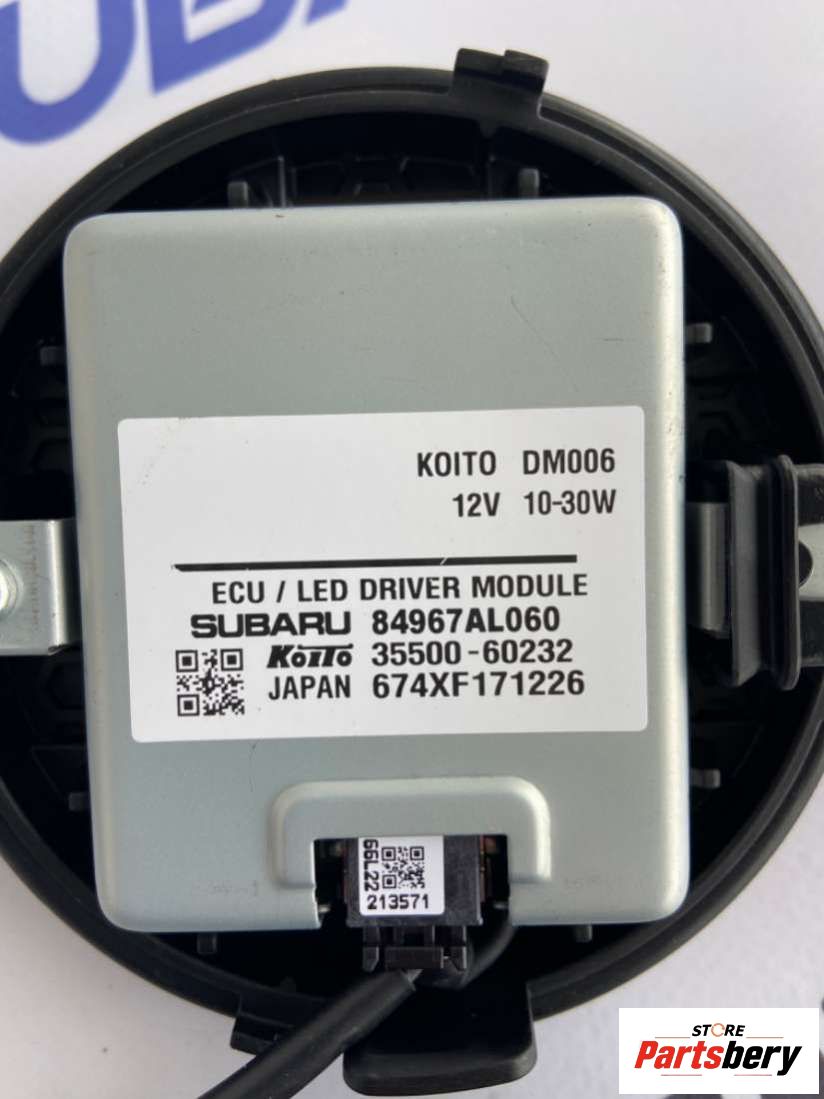 KOITO DM006
12V 10-30W
ECU / LED DRIVER MODULE
SUBARU 84967AL060
KOITO 35500-60232
JAPAN 674XF171226
66L22
213571
STORE
Partsbery